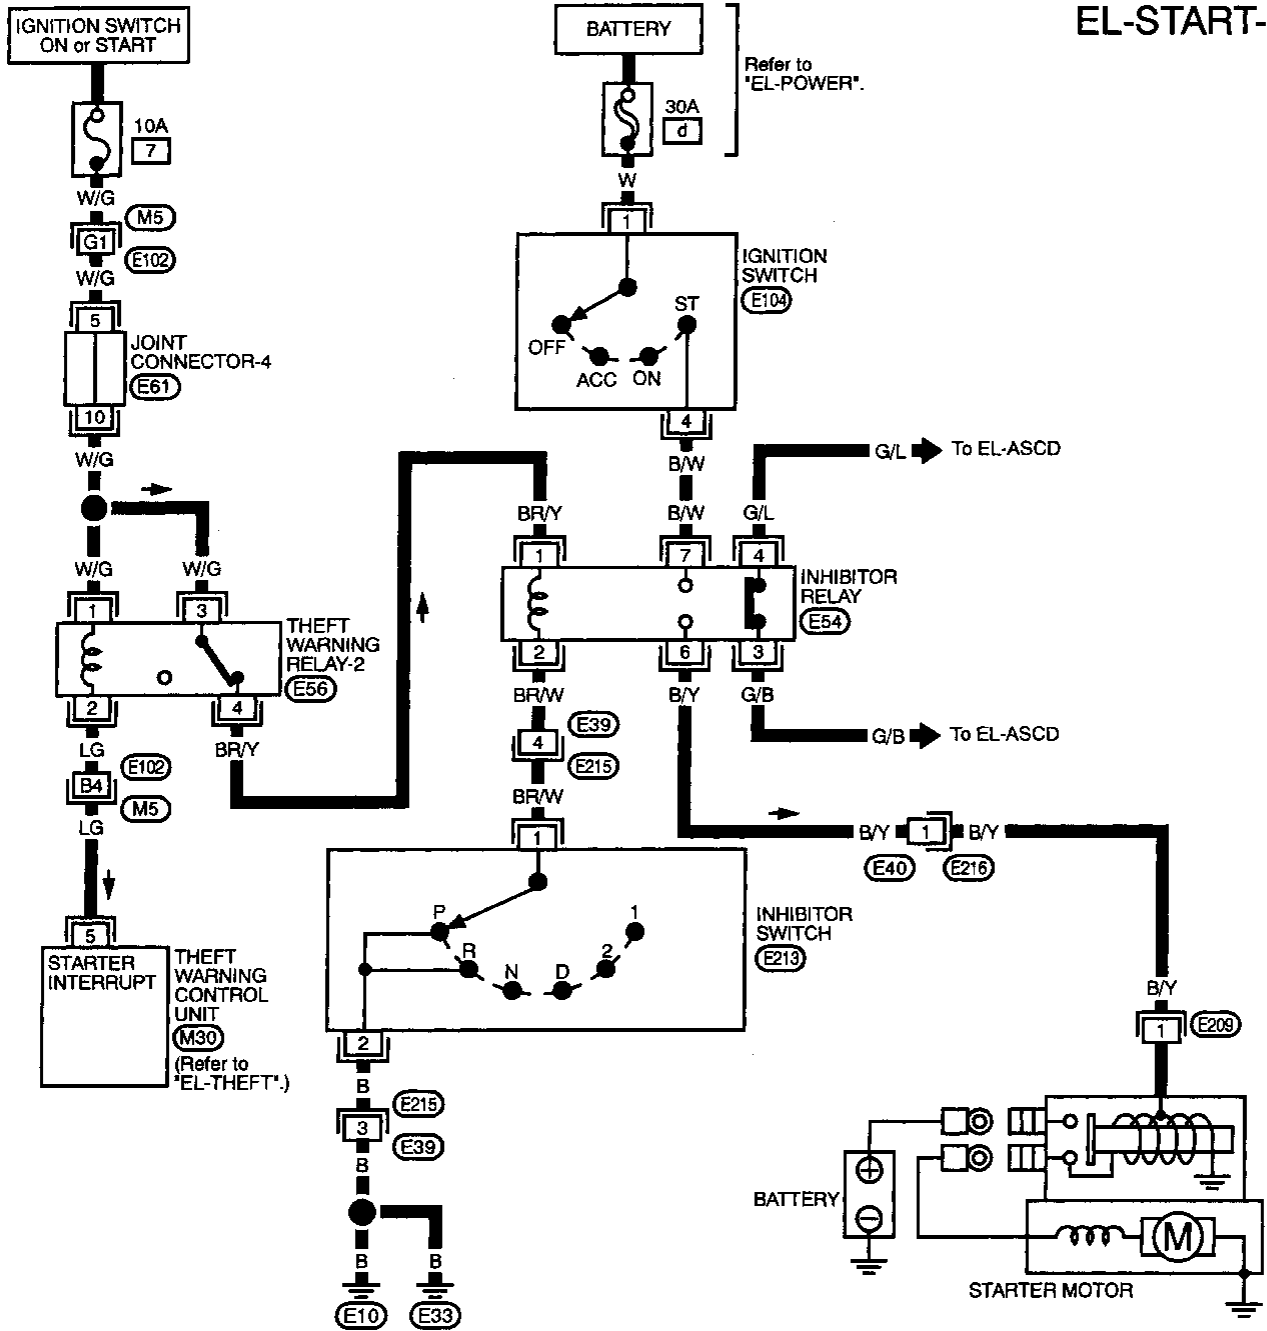 EL-START-
IGNITION SWITCH
ON or START
BATTERY
Refer to
"EL-POWER".
10A
7
30A
d
W/G
W
M5
G1
E102
W/G
1
IGNITION
SWITCH
E104
ST
OFF
ACC
ON
4
5
JOINT
CONNECTOR-4
E61
10
W/G
B/W
G/L
To EL-ASCD
BR/Y
B/W
G/L
W/G
W/G
1
7
4
INHIBITOR
RELAY
E54
1
3
THEFT
WARNING
RELAY-2
E56
2
6
3
2
4
BR/W
B/Y
G/B
LG
BR/Y
E39
4
E215
G/B
To EL-ASCD
E102
B4
M5
BR/W
LG
1
B/Y
1
B/Y
E40
E216
P
R
N
D
2
1
INHIBITOR
SWITCH
E213
5
STARTER
INTERRUPT
THEFT
WARNING
CONTROL
UNIT
M30
(Refer to
"EL-THEFT".)
B/Y
1
E209
2
B
E215
3
E39
B
B
B
E10
E33
BATTERY
+
−
M
STARTER MOTOR